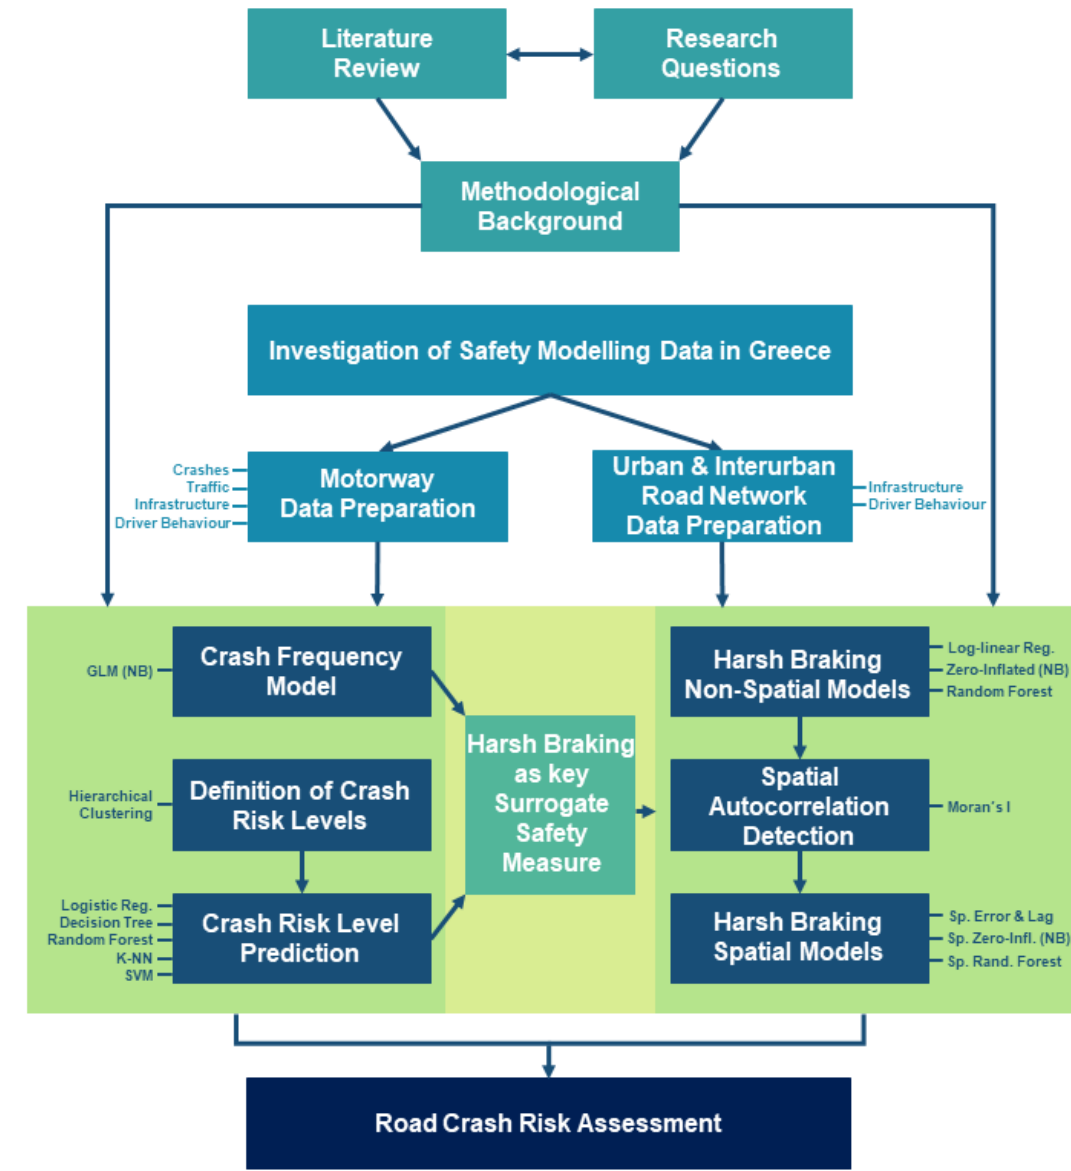 Literature
Review
Research
Questions
Methodological
Background
Investigation of Safety Modelling Data in Greece
Crashes
Traffic
Infrastructure
Driver Behaviour
Motorway
Data Preparation
Urban & Interurban
Road Network
Data Preparation
Infrastructure
Driver Behaviour
GLM (NB)
Crash Frequency
Model
Hierarchical
Clustering
Definition of Crash
Risk Levels
Logistic Reg.
Decision Tree
Random Forest
K-NN
SVM
Crash Risk Level
Prediction
Harsh Braking
as key
Surrogate
Safety
Measure
Harsh Braking
Non-Spatial Models
Log-linear Reg.
Zero-Inflated (NB)
Random Forest
Spatial
Autocorrelation
Detection
Moran's I
Harsh Braking
Spatial Models
Sp. Error & Lag
Sp. Zero-Infl. (NB)
Sp. Rand. Forest
Road Crash Risk Assessment